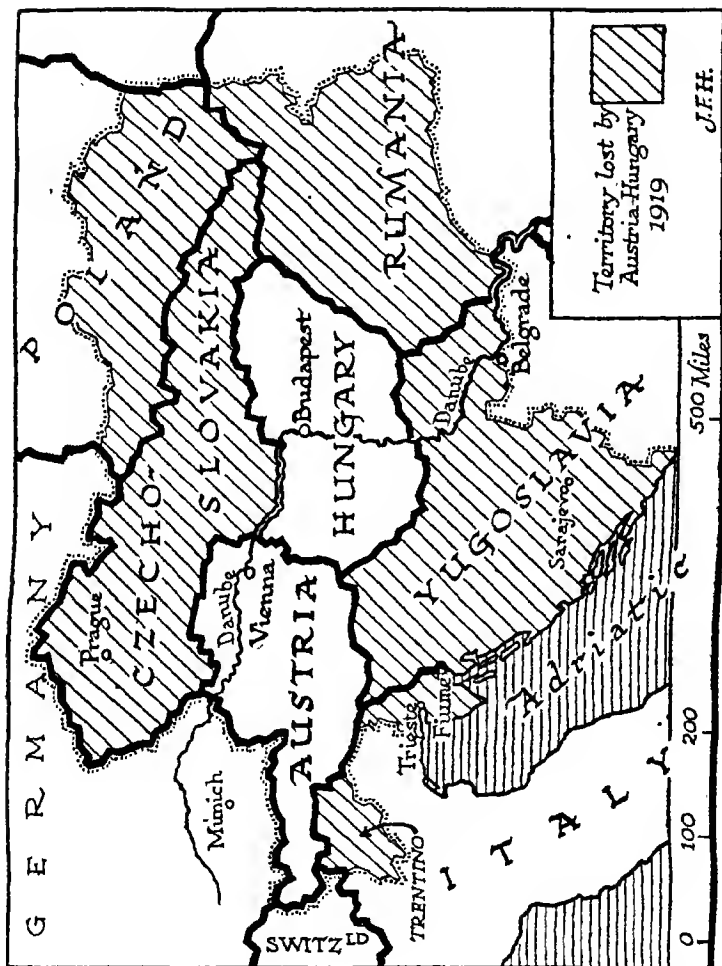 GERMANY
POLAND
Prague
CZECHO-
SLOVAKIA
Munich
Danube
Vienna
AUSTRIA
Budapest
HUNGARY
RUMANIA
SWITZLD
TRENTINO
Trieste
Fiume
YUGOSLAVIA
Sarajevo
Danube
Belgrade
ITALY
Adriatic
Territory lost by
Austria-Hungary
1919
J.F.H.
0 100 200 500 Miles